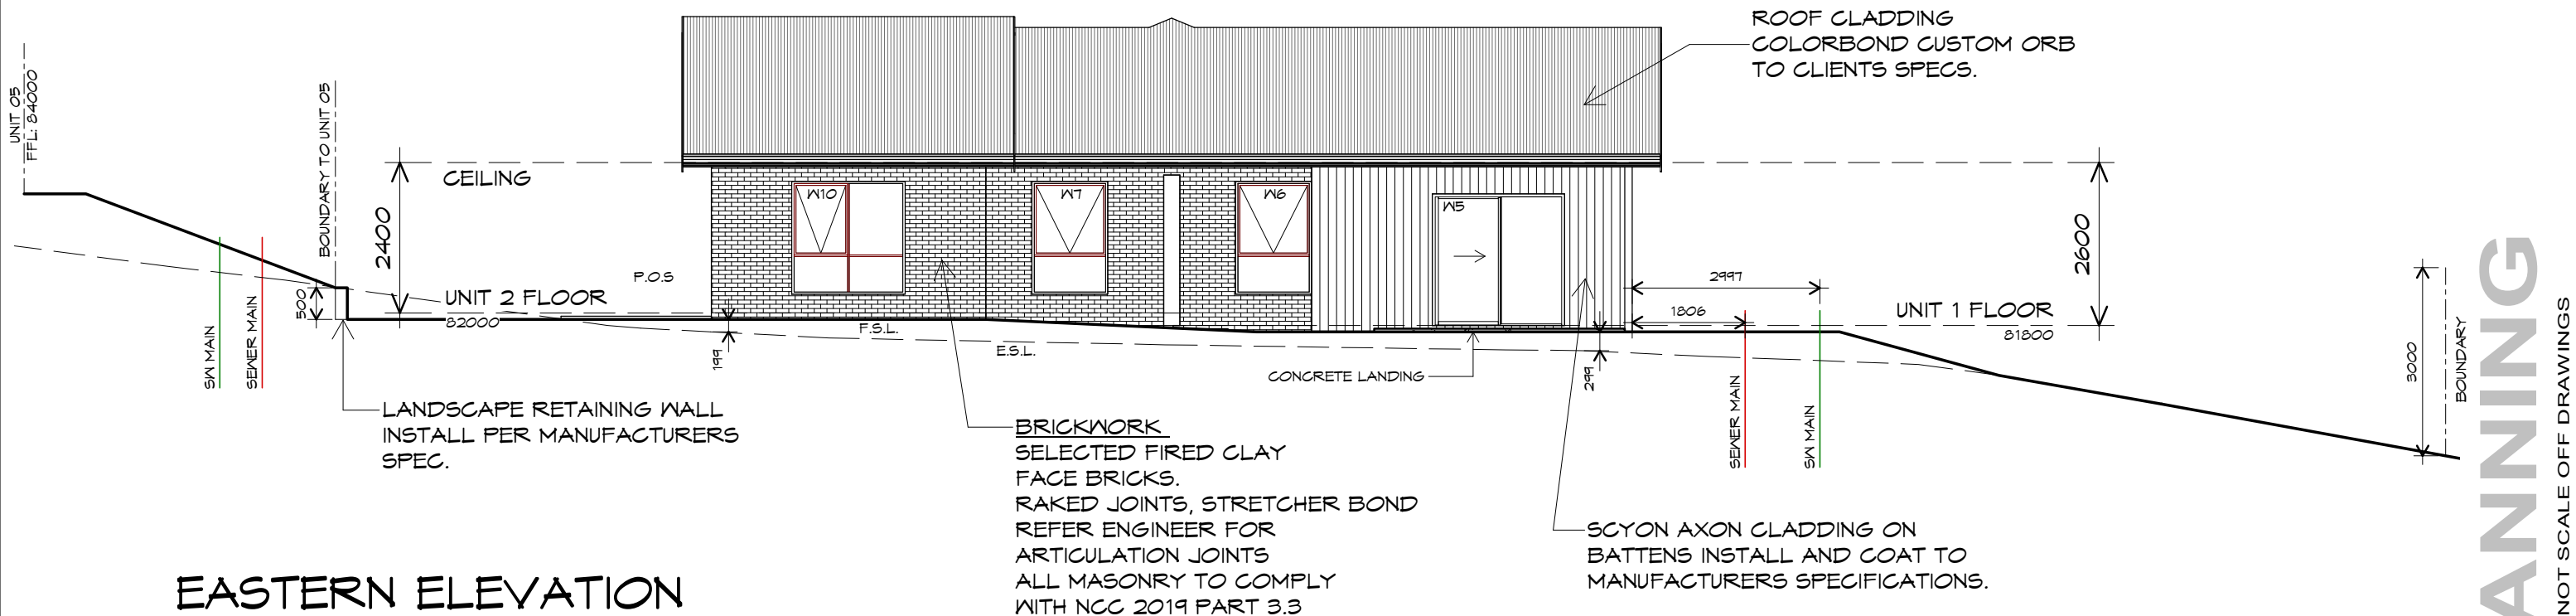 ROOF CLADDING
COLORBOND CUSTOM ORB
TO CLIENTS SPECS.
UNIT 05
FFL: 84000
BOUNDARY TO UNIT 05
CEILING
2400
2600
W10
W7
W6
W5
P.O.S
500
UNIT 2 FLOOR
82000
F.S.L.
E.S.L.
199
299
2997
1806
UNIT 1 FLOOR
81800
3000
BOUNDARY
SW MAIN
SEWER MAIN
CONCRETE LANDING
SEWER MAIN
SW MAIN
LANDSCAPE RETAINING WALL
INSTALL PER MANUFACTURERS
SPEC.
BRICKWORK
SELECTED FIRED CLAY
FACE BRICKS.
RAKED JOINTS, STRETCHER BOND
REFER ENGINEER FOR
ARTICULATION JOINTS
ALL MASONRY TO COMPLY
WITH NCC 2019 PART 3.3
SCYON AXON CLADDING ON
BATTENS INSTALL AND COAT TO
MANUFACTURERS SPECIFICATIONS.
EASTERN ELEVATION
ANNING
NOT SCALE OFF DRAWINGS